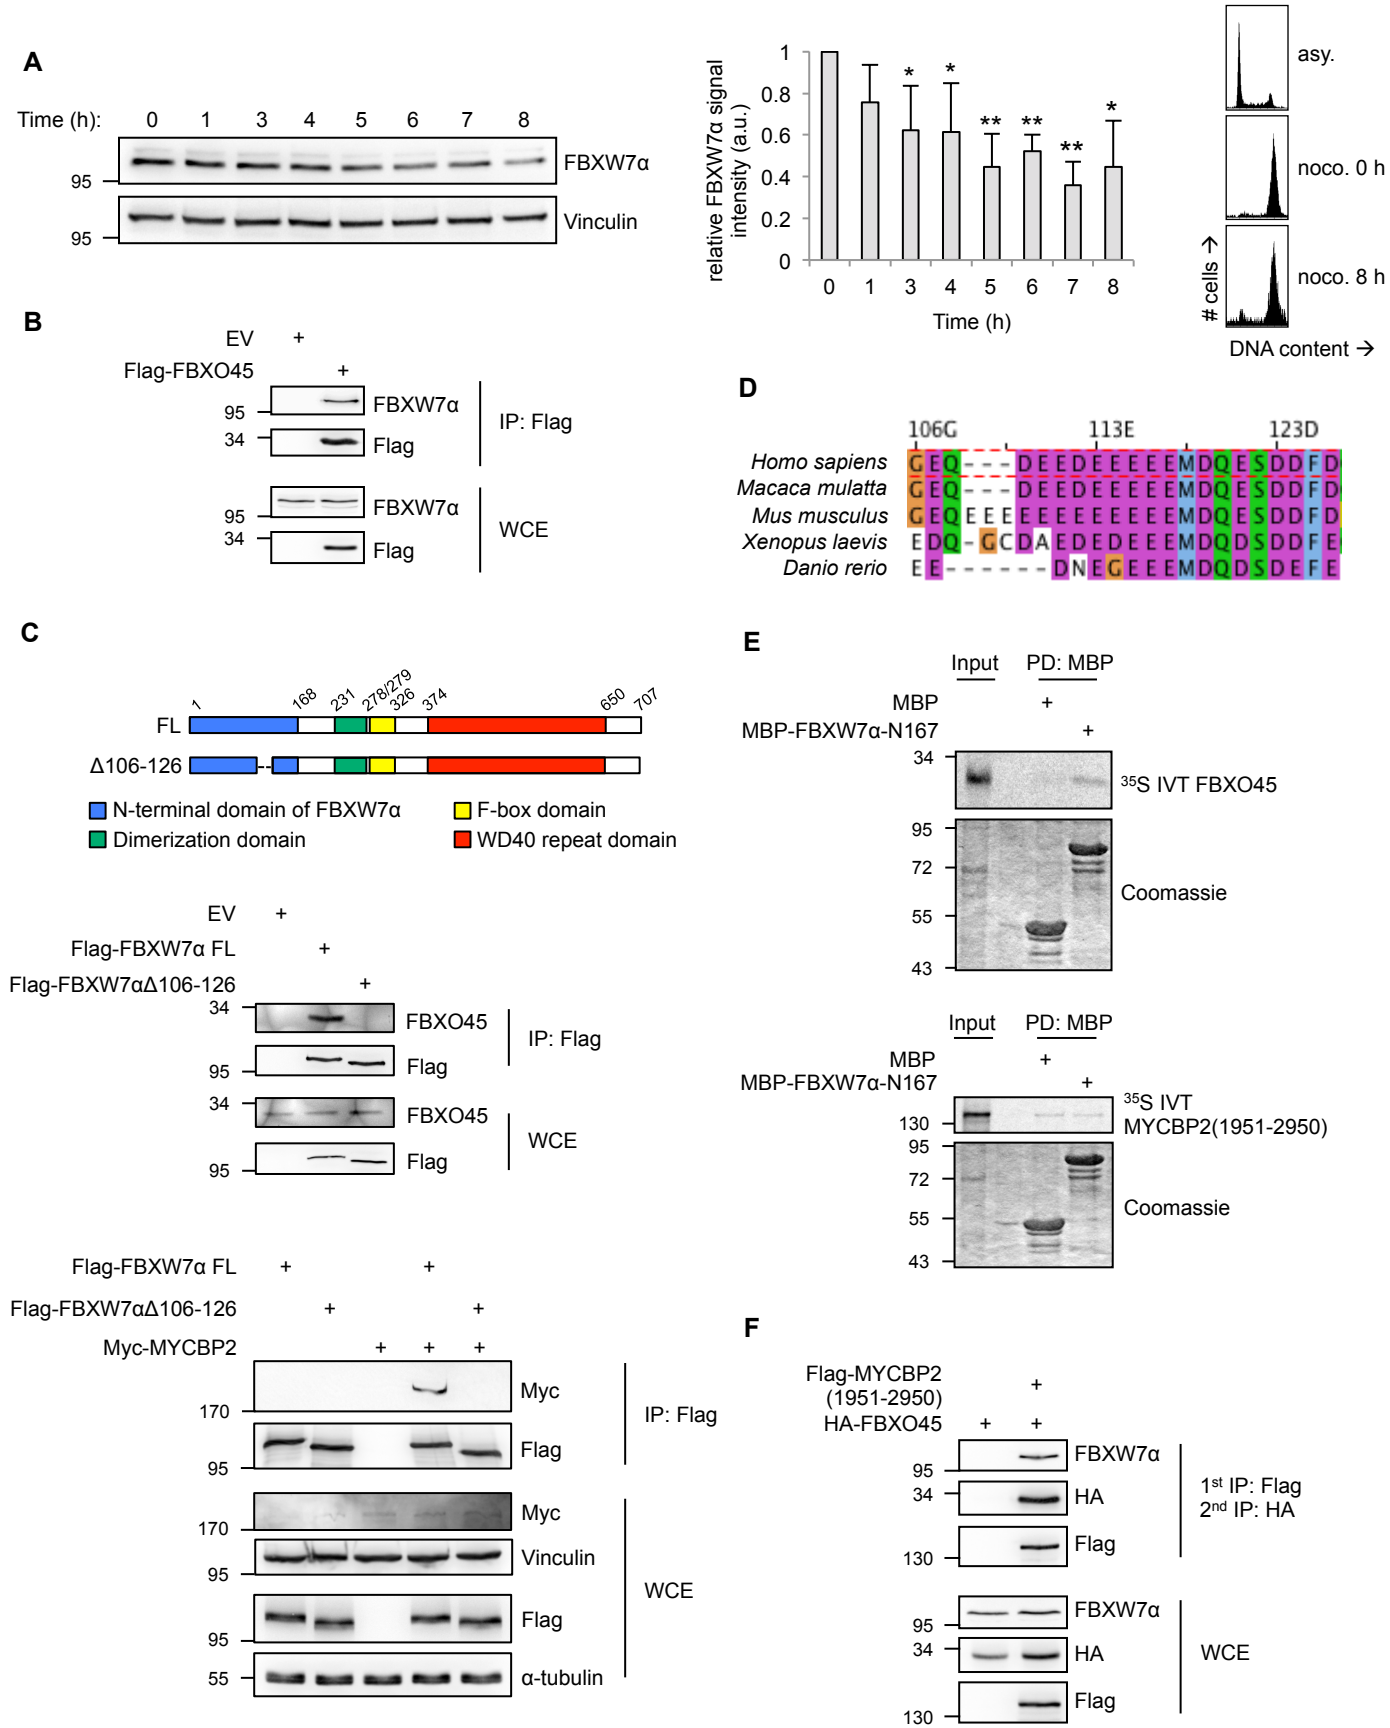 A
Time (h): 0 1 3 4 5 6 7 8
FBXW7α
95
Vinculin
95
relative FBXW7α signal
intensity (a.u.)
1
0.8
0.6
0.4
0.2
0
* * ** ** ** *
0 1 3 4 5 6 7 8
Time (h)
asy.
noco. 0 h
noco. 8 h
# cells →
DNA content →
B
EV +
Flag-FBXO45 +
95 FBXW7α
34 Flag
IP: Flag
95 FBXW7α
34 Flag
WCE
C
1 168 231 278/279 326 374 650 707
FL
Δ106-126
N-terminal domain of FBXW7α
F-box domain
Dimerization domain
WD40 repeat domain
EV +
Flag-FBXW7α FL +
Flag-FBXW7αΔ106-126 +
34 FBXO45
95 Flag
IP: Flag
34 FBXO45
95 Flag
WCE
Flag-FBXW7α FL + +
Flag-FBXW7αΔ106-126 + +
Myc-MYCBP2 + + +
Myc
170
Flag
95
IP: Flag
Myc
170
Vinculin
95
Flag
95
55 α-tubulin
WCE
D
106G 113E 123D
Homo sapiens GEQ---DEEDEEEEEMDQESDDFD
Macaca mulatta GEQ---DEEDEEEEEMDQESDDFD
Mus musculus GEQEEEEEEEEEEEEMDQESDDFD
Xenopus laevis EDQ-GCDAEDEDEEEMDQDSDDFE
Danio rerio EE------DNEGEEEMDQDSDEFE
E
Input PD: MBP
MBP +
MBP-FBXW7α-N167 +
34
35S IVT FBXO45
95
72
55
43
Coomassie
Input PD: MBP
MBP +
MBP-FBXW7α-N167 +
130
35S IVT
MYCBP2(1951-2950)
95
72
55
43
Coomassie
F
Flag-MYCBP2
(1951-2950) +
HA-FBXO45 + +
95 FBXW7α
34 HA
130 Flag
1st IP: Flag
2nd IP: HA
95 FBXW7α
34 HA
130 Flag
WCE